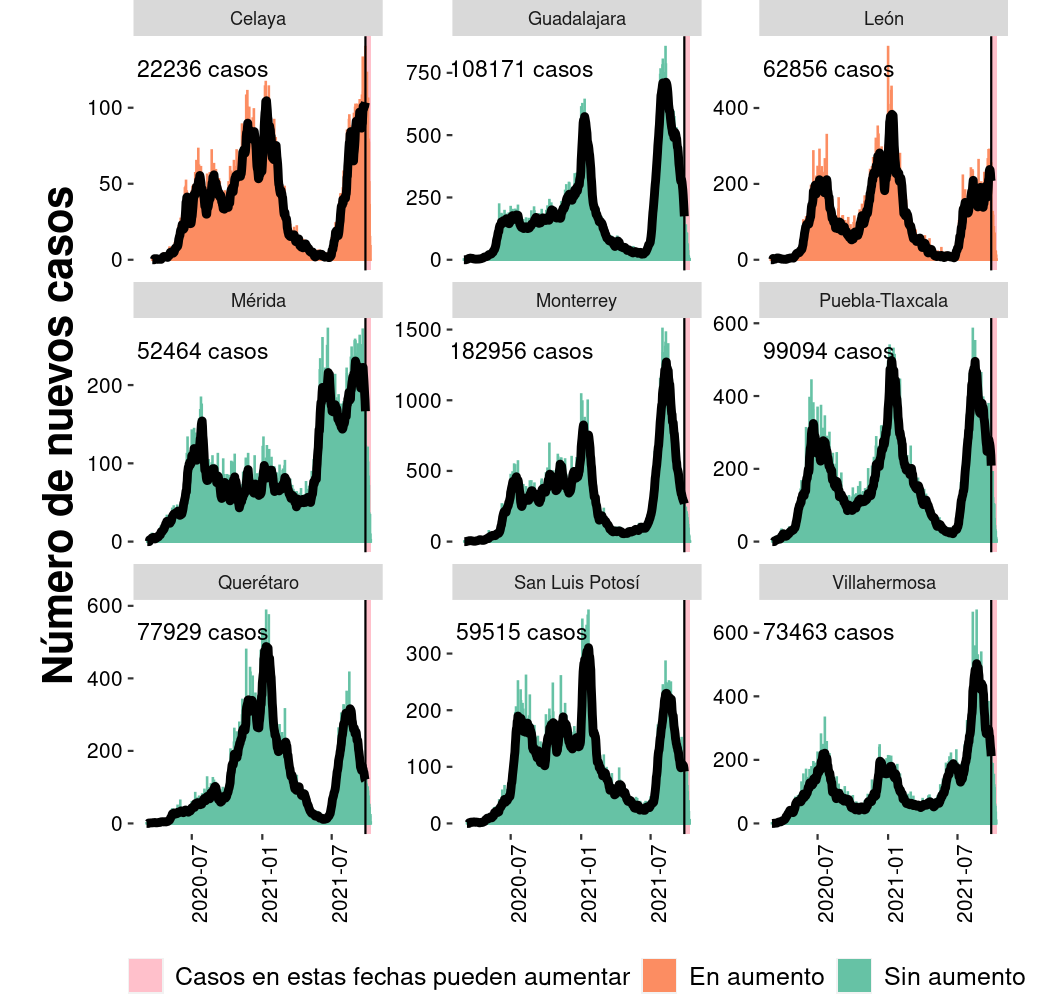 Número de nuevos casos
Celaya
Guadalajara
León
22236 casos
108171 casos
62856 casos
100
50
0
750
500
250
0
400
200
0
Mérida
Monterrey
Puebla-Tlaxcala
52464 casos
182956 casos
99094 casos
200
100
0
1500
1000
500
0
600
400
200
0
Querétaro
San Luis Potosí
Villahermosa
77929 casos
59515 casos
73463 casos
600
400
200
0
300
200
100
0
600
400
200
0
2020-07
2021-01
2021-07
2020-07
2021-01
2021-07
2020-07
2021-01
2021-07
Casos en estas fechas pueden aumentar
En aumento
Sin aumento